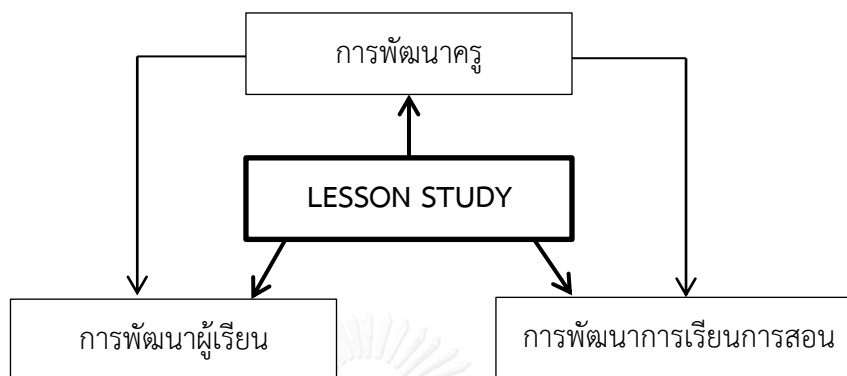 การพัฒนาครู
LESSON STUDY
การพัฒนาผู้เรียน
การพัฒนาการเรียนการสอน